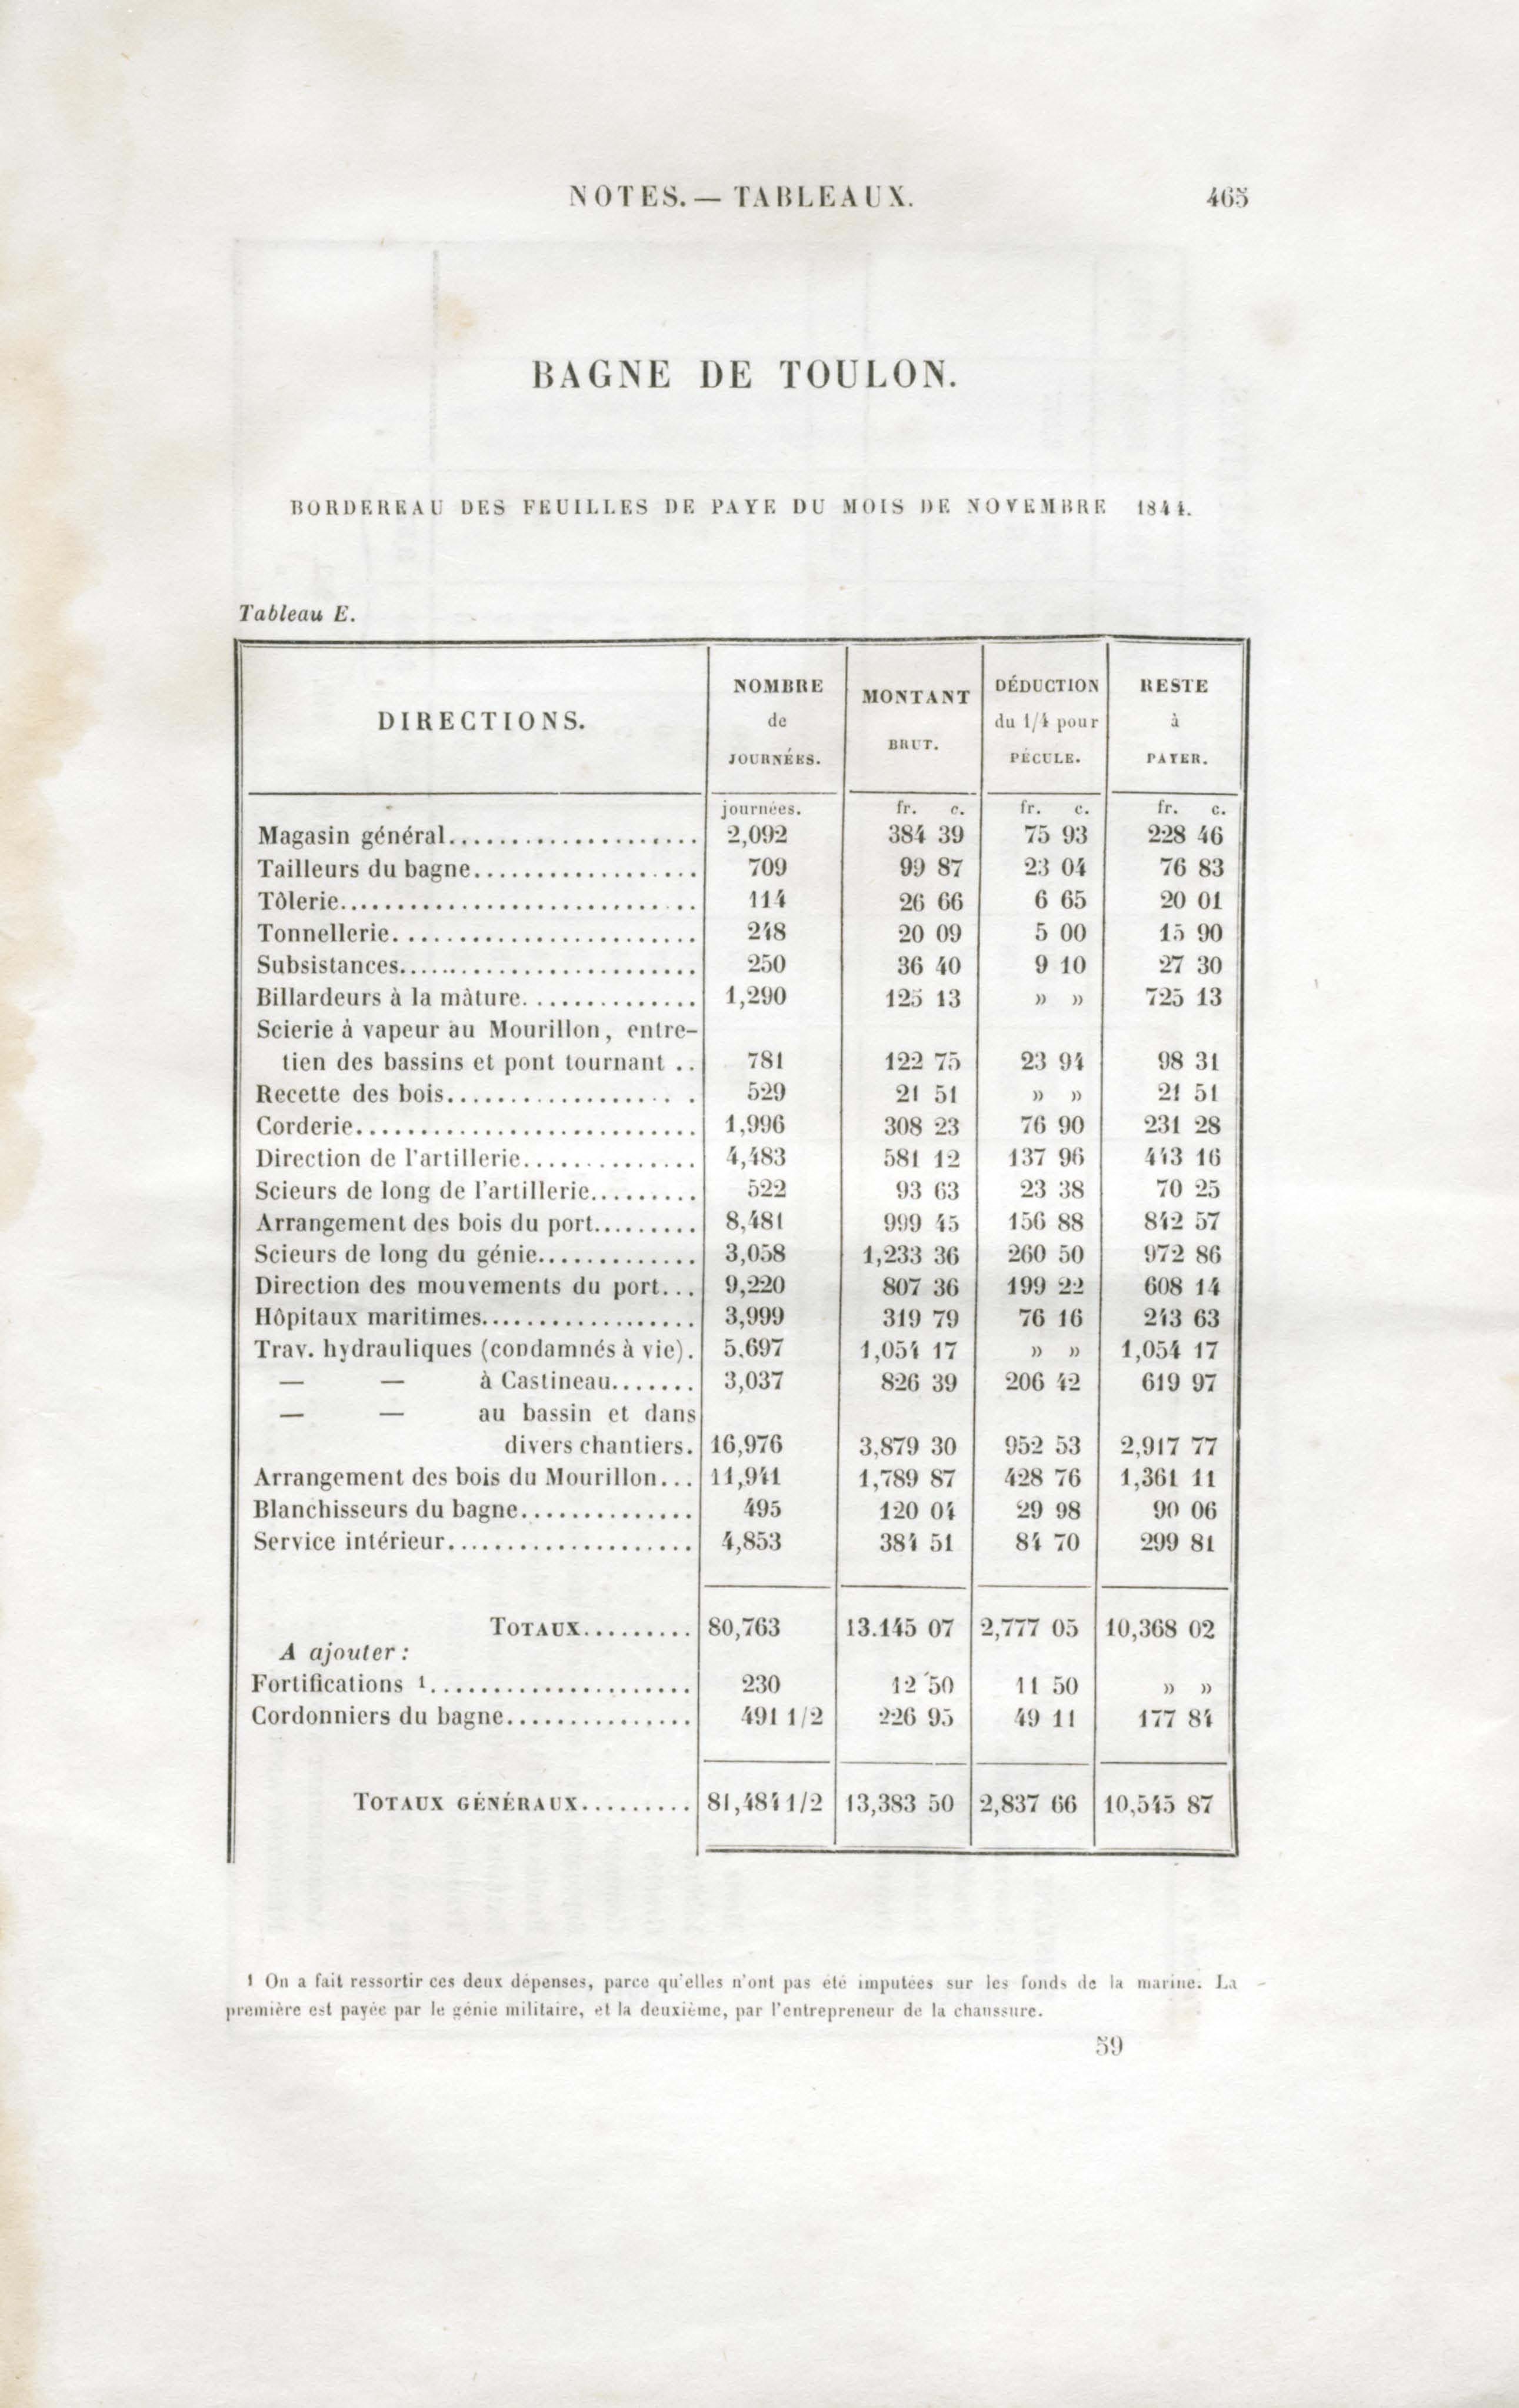 NOTES. — TABLEAUX. 465
BAGNE DE TOULON.
BORDEREAU DES FEUILLES DE PAYE DU MOIS DE NOVEMBRE 1844.
Tableau E.
DIRECTIONS. NOMBRE de JOURNÉES. MONTANT BRUT. DÉDUCTION du 1/4 pour PÉCULE. RESTE à PAYER.
journées. fr. c. fr. c. fr. c.
Magasin général..................... 2,092 384 39 75 93 228 46
Tailleurs du bagne.................. 709 99 87 23 04 76 83
Tôlerie............................ 114 26 66 6 65 20 01
Tonnellerie........................ 248 20 09 5 00 15 90
Subsistances....................... 250 36 40 9 10 27 30
Billardeurs à la mâture.............. 1,290 125 13 » » 725 13
Scierie à vapeur au Mourillon, entre-
tien des bassins et pont tournant .. 781 122 75 23 94 98 31
Recette des bois.................... 529 21 51 » » 21 51
Corderie........................... 1,996 308 23 76 90 231 28
Direction de l'artillerie.............. 4,483 581 12 137 96 443 16
Scieurs de long de l'artillerie......... 522 93 63 23 38 70 25
Arrangement des bois du port......... 8,481 999 45 156 88 842 57
Scieurs de long du génie............. 3,058 1,233 36 260 50 972 86
Direction des mouvements du port... 9,220 807 36 199 22 608 14
Hôpitaux maritimes.................. 3,999 319 79 76 16 243 63
Trav. hydrauliques (condamnés à vie). 5.697 1,054 17 » » 1,054 17
— — à Castineau....... 3,037 826 39 206 42 619 97
— — au bassin et dans
divers chantiers. 16,976 3,879 30 952 53 2,917 77
Arrangement des bois du Mourillon... 11,941 1,789 87 428 76 1,361 11
Blanchisseurs du bagne.............. 495 120 04 29 98 90 06
Service intérieur.................... 4,853 384 51 84 70 299 81
TOTAUX......... 80,763 13.145 07 2,777 05 10,368 02
A ajouter :
Fortifications 1..................... 230 12 50 11 50 » »
Cordonniers du bagne............... 491 1/2 226 95 49 11 177 84
TOTAUX GÉNÉRAUX......... 81,484 1/2 13,383 50 2,837 66 10,545 87
1 On a fait ressortir ces deux dépenses, parce qu'elles n'ont pas été imputées sur les fonds de la marine. La
première est payée par le génie militaire, et la deuxième, par l'entrepreneur de la chaussure.
59